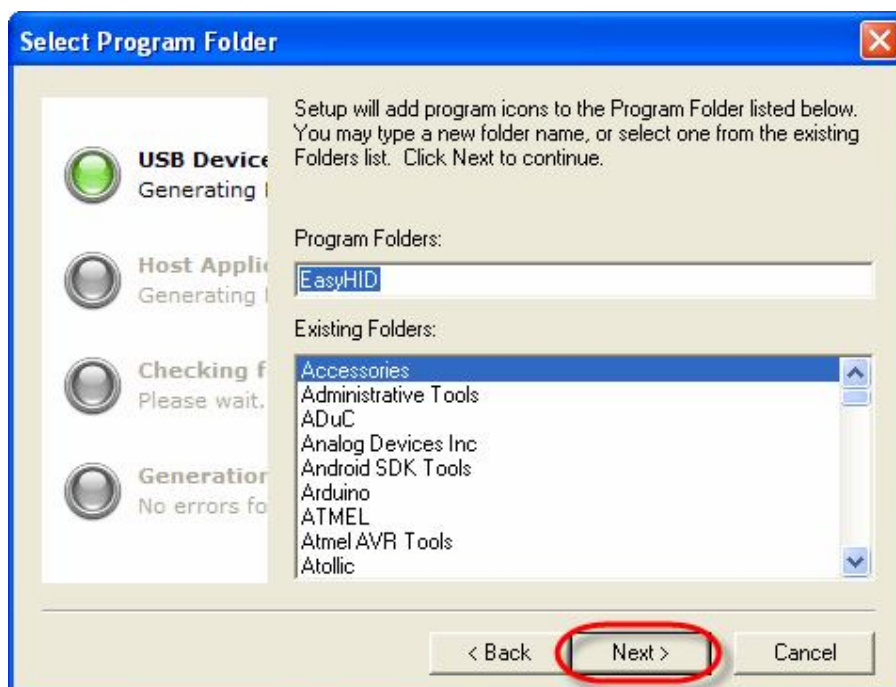 Select Program Folder
Setup will add program icons to the Program Folder listed below.
You may type a new folder name, or select one from the existing
Folders list. Click Next to continue.
USB Device
Generating
Host Applic
Generating
Checking f
Please wait.
Generation
No errors fo
Program Folders:
EasyHID
Existing Folders:
Accessories
Administrative Tools
ADuC
Analog Devices Inc
Android SDK Tools
Arduino
ATMEL
Atmel AVR Tools
Atollic
< Back
Next >
Cancel